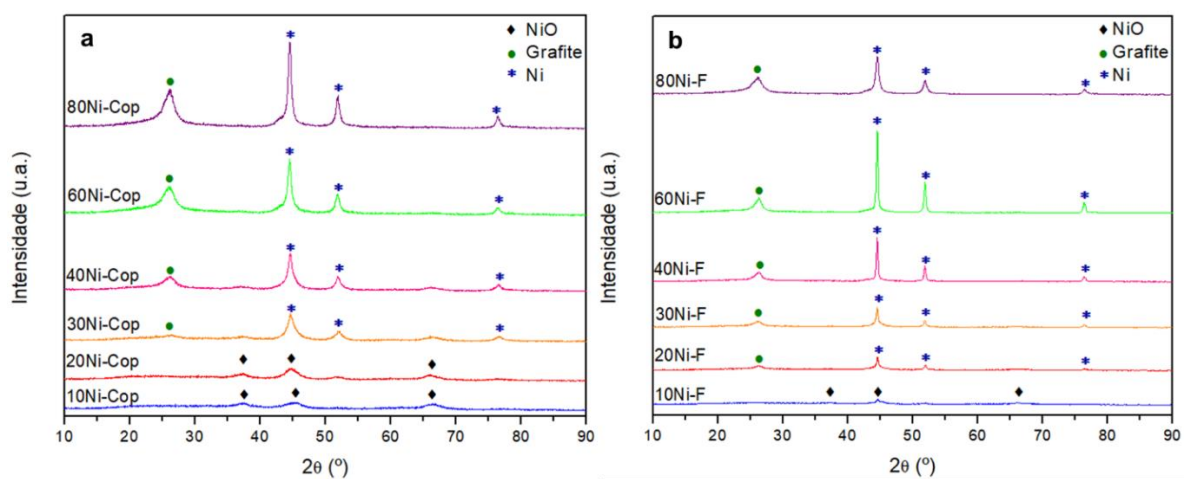 a
♦ NiO
● Grafite
* Ni
80Ni-Cop
60Ni-Cop
40Ni-Cop
30Ni-Cop
20Ni-Cop
10Ni-Cop
Intensidade (u.a.)
10 20 30 40 50 60 70 80 90
2θ (º)
b
♦ NiO
● Grafite
* Ni
80Ni-F
60Ni-F
40Ni-F
30Ni-F
20Ni-F
10Ni-F
Intensidade (u.a.)
10 20 30 40 50 60 70 80 90
2θ (º)